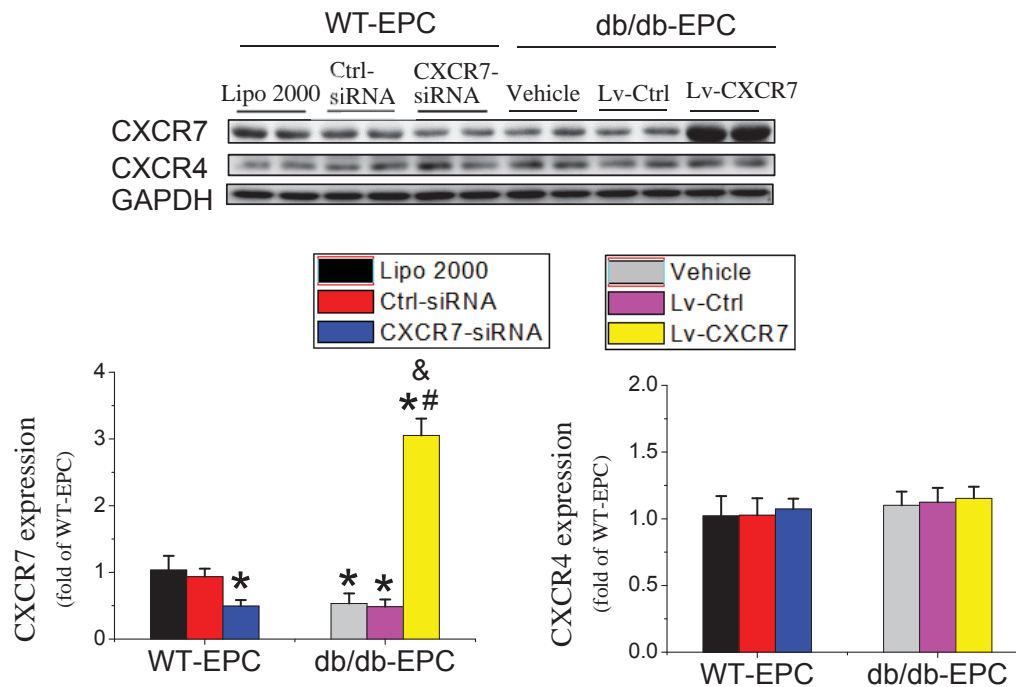 WT-EPC db/db-EPC
Ctrl- CXCR7-
Lipo 2000 siRNA siRNA Vehicle Lv-Ctrl Lv-CXCR7
CXCR7
CXCR4
GAPDH
Lipo 2000
Ctrl-siRNA
CXCR7-siRNA
Vehicle
Lv-Ctrl
Lv-CXCR7
CXCR7 expression
(fold of WT-EPC)
4
3
2
1
0
*
*
*
&
*#
WT-EPC db/db-EPC
CXCR4 expression
(fold of WT-EPC)
2.0
1.5
1.0
0.5
0.0
WT-EPC db/db-EPC